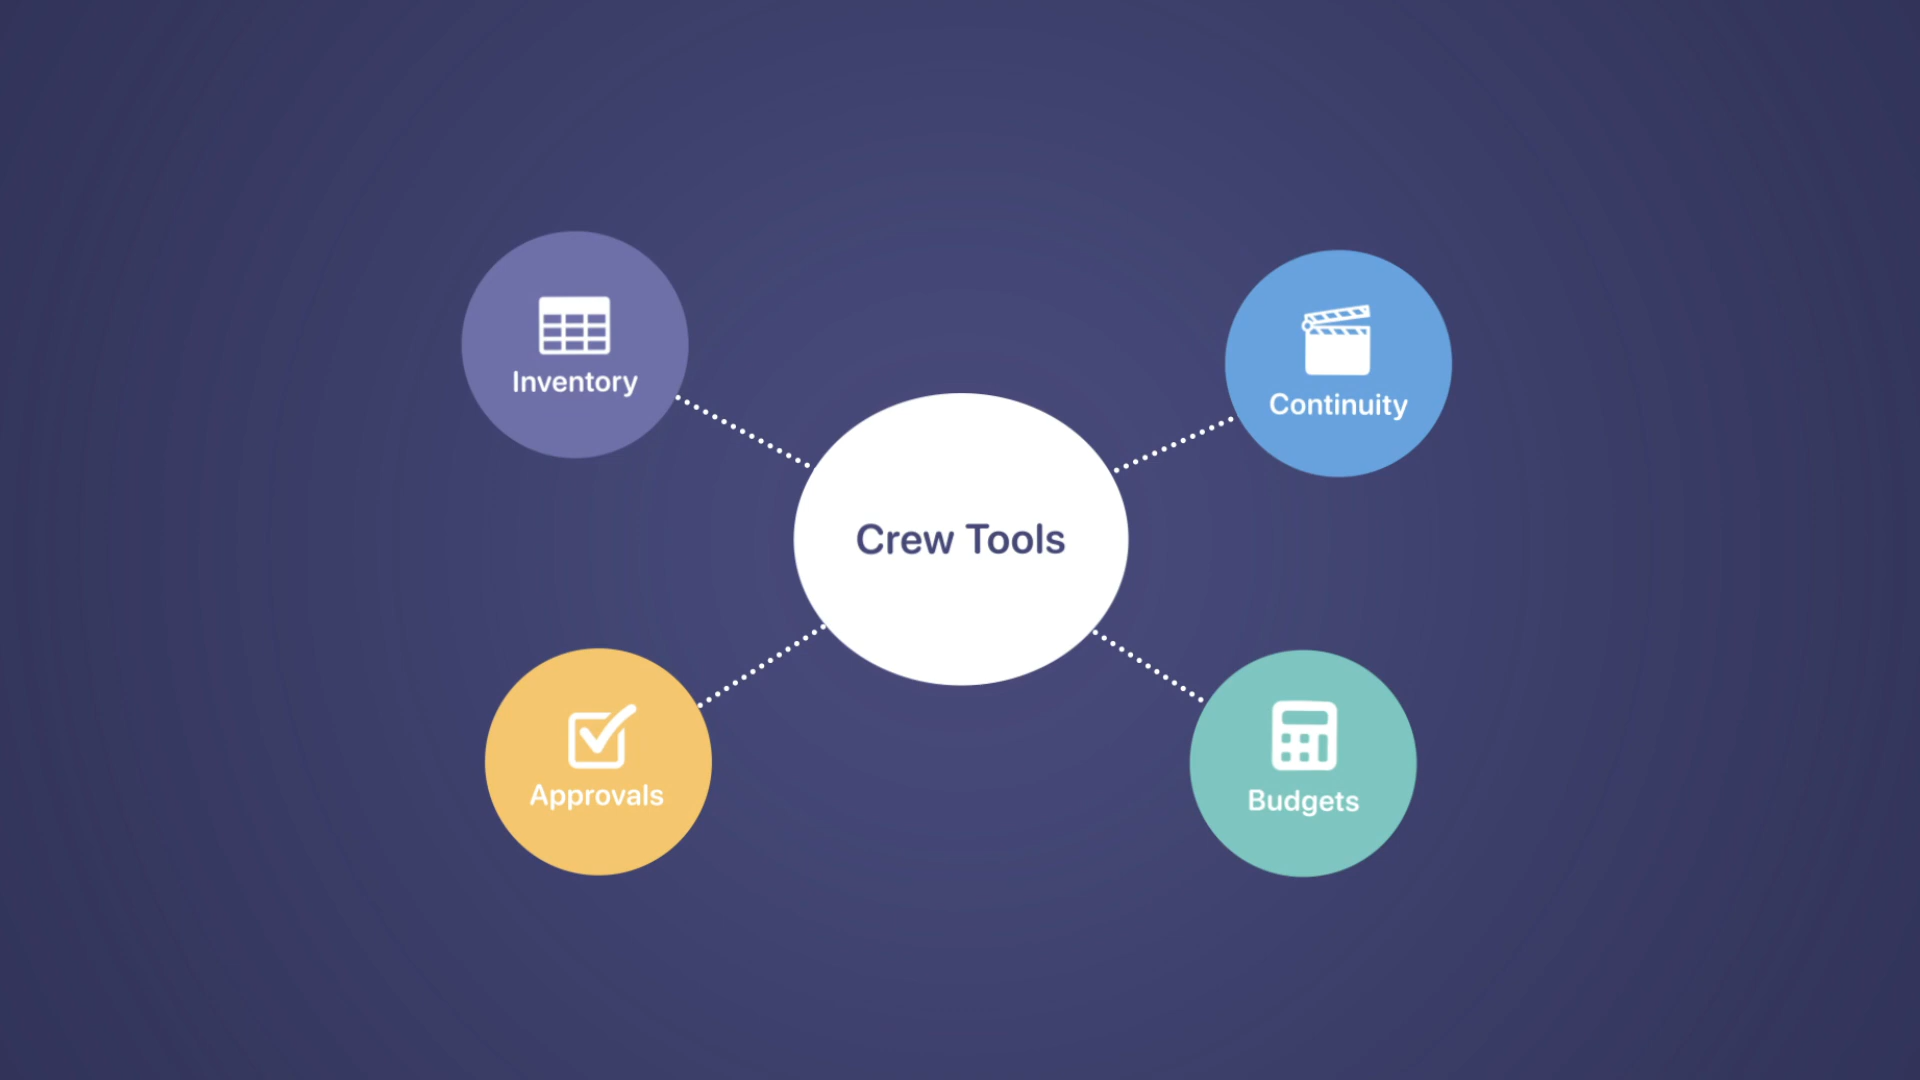 Inventory
Continuity
Crew Tools
Approvals
Budgets